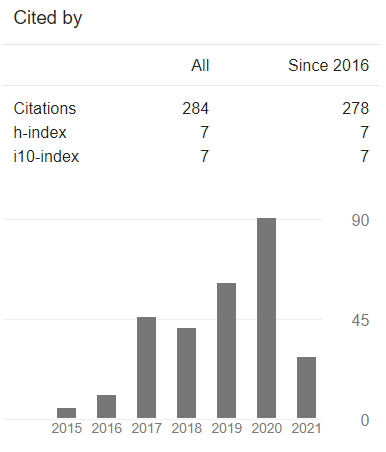 Cited by
All Since 2016
Citations 284 278
h-index 7 7
i10-index 7 7
90
45
0
2015 2016 2017 2018 2019 2020 2021